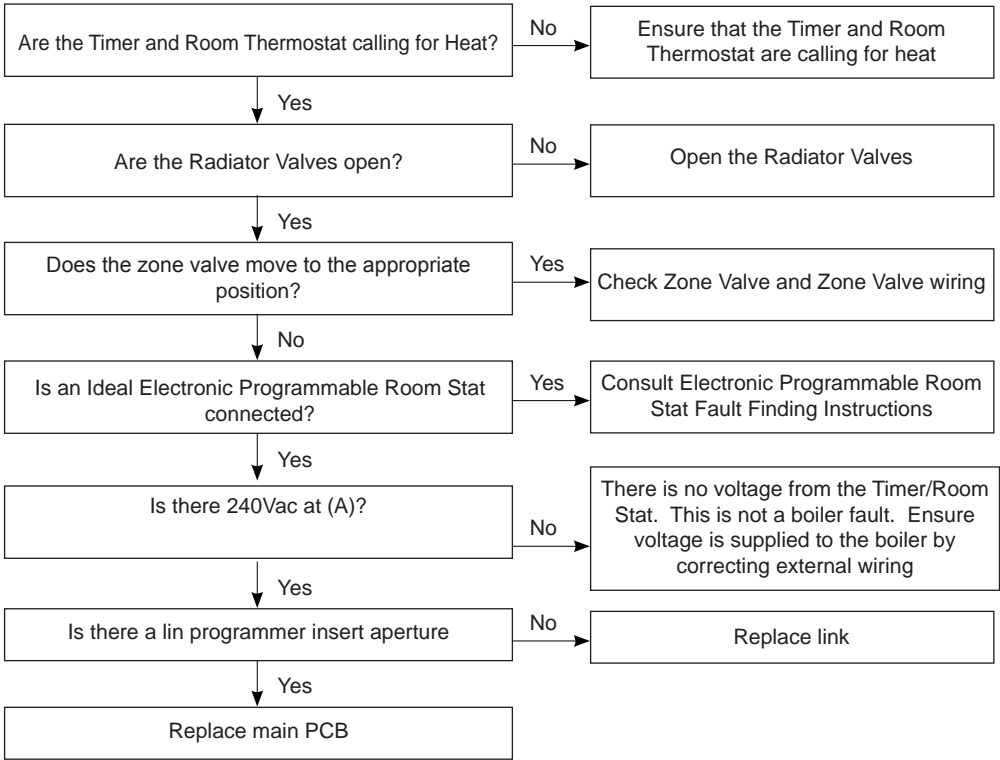 Are the Timer and Room Thermostat calling for Heat?
No
Ensure that the Timer and Room
Thermostat are calling for heat
Yes
Are the Radiator Valves open?
No
Open the Radiator Valves
Yes
Does the zone valve move to the appropriate
position?
Yes
Check Zone Valve and Zone Valve wiring
No
Is an Ideal Electronic Programmable Room Stat
connected?
Yes
Consult Electronic Programmable Room
Stat Fault Finding Instructions
Yes
Is there 240Vac at (A)?
No
There is no voltage from the Timer/Room
Stat. This is not a boiler fault. Ensure
voltage is supplied to the boiler by
correcting external wiring
Yes
Is there a lin programmer insert aperture
No
Replace link
Yes
Replace main PCB